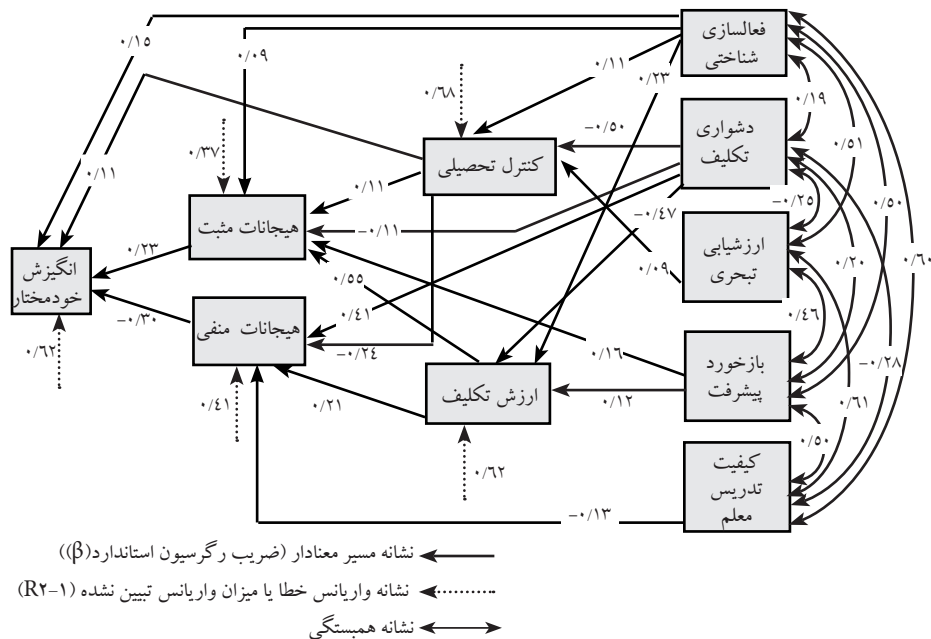 فعالسازی
شناختی
۰/۱۵
۰/۰۹
۰/۱۱
۰/۲۳
۰/۶۸
۰/۱۹
دشواری
تکلیف
-۰/۵۰
۰/۵۱
کنترل تحصیلی
۰/۳۷
۰/۱۱
۰/۱۱
-۰/۲۵
۰/۵۰
هیجانات مثبت
-۰/۱۱
-۰/۴۷
ارزشیابی
تبحری
۰/۲۳
۰/۰۹
۰/۲۰
۰/۶۰
انگیزش
خودمختار
۰/۵۵
۰/۴۱
۰/۴۶
-۰/۳۰
هیجانات منفی
-۰/۲۴
۰/۱۶
۰/۶۲
بازخورد
پیشرفت
-۰/۲۸
ارزش تکلیف
۰/۱۲
۰/۴۱
۰/۲۱
۰/۶۱
۰/۵۰
۰/۶۲
کیفیت
تدریس
معلم
-۰/۱۳
نشانه مسیر معنادار (ضریب رگرسیون استاندارد(β))
نشانه واریانس خطا یا میزان واریانس تبیین نشده (R۲-۱)
نشانه همبستگی